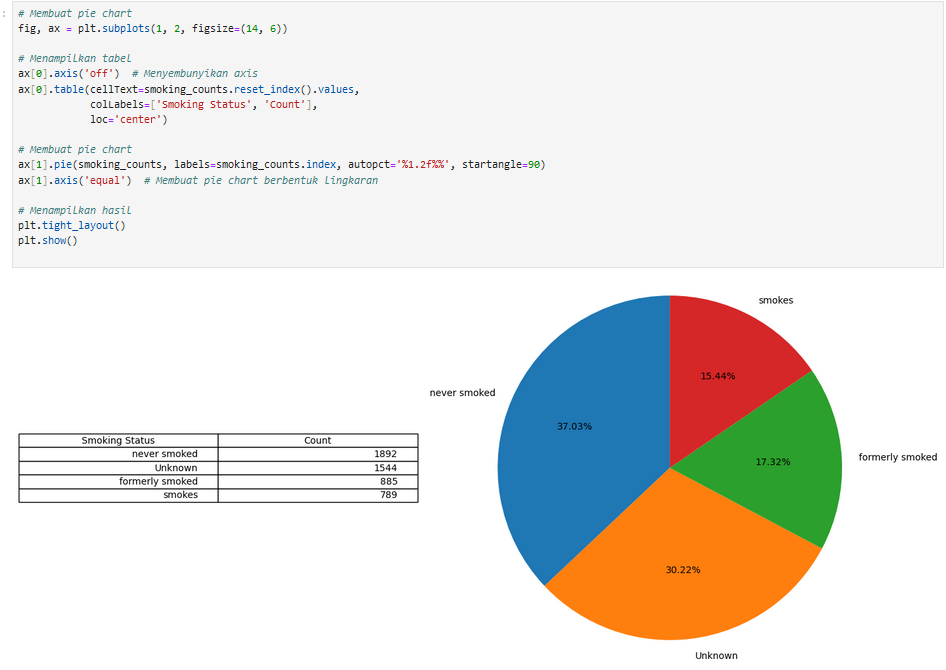 :
# Membuat pie chart
fig, ax = plt.subplots(1, 2, figsize=(14, 6))
# Menampilkan tabel
ax[0].axis('off')  # Menyembunyikan axis
ax[0].table(cellText=smoking_counts.reset_index().values,
            colLabels=['Smoking Status', 'Count'],
            loc='center')
# Membuat pie chart
ax[1].pie(smoking_counts, labels=smoking_counts.index, autopct='%1.2f%%', startangle=90)
ax[1].axis('equal')  # Membuat pie chart berbentuk lingkaran
# Menampilkan hasil
plt.tight_layout()
plt.show()
Smoking Status Count
never smoked 1892
Unknown 1544
formerly smoked 885
smokes 789
smokes
15.44%
never smoked
37.03%
formerly smoked
17.32%
30.22%
Unknown